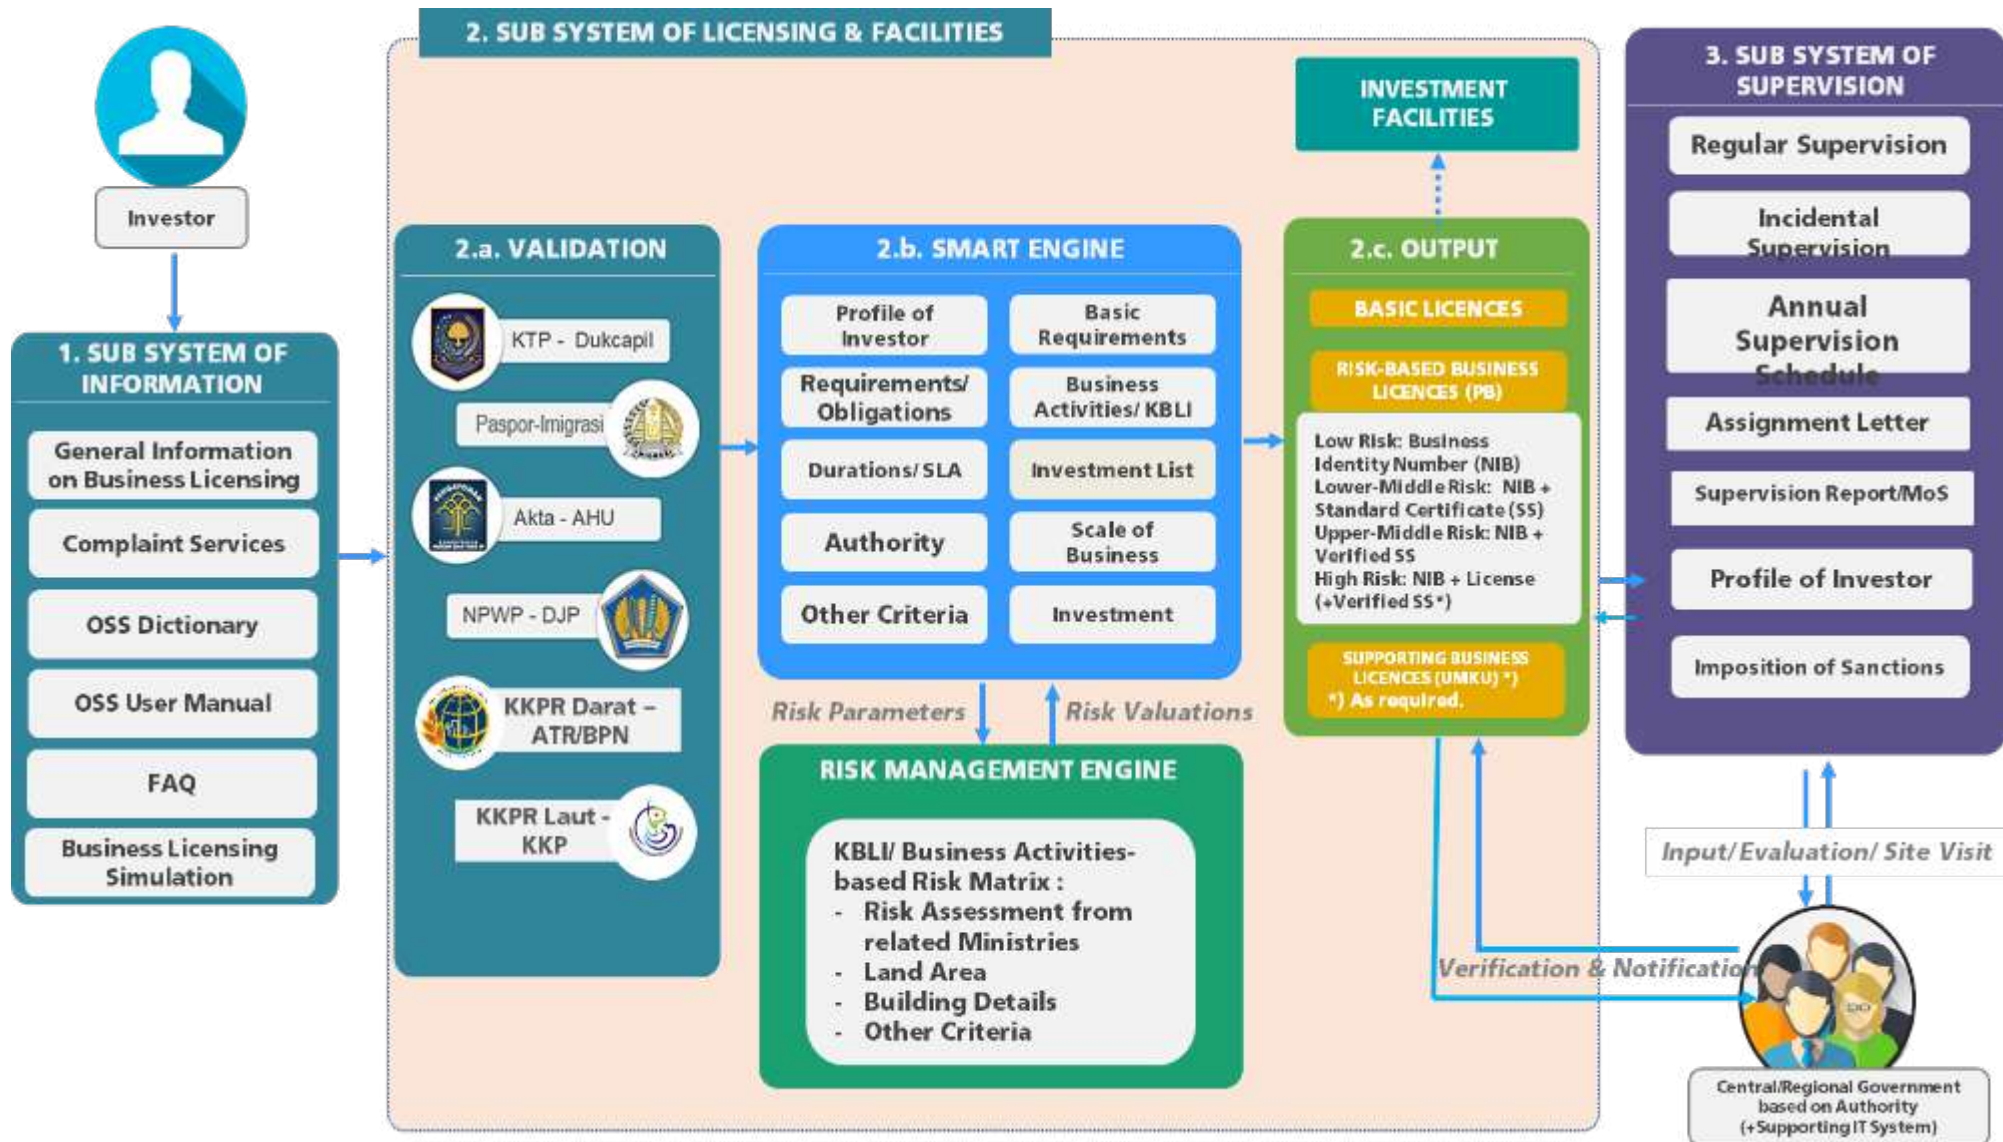 2. SUB SYSTEM OF LICENSING & FACILITIES
Investor
1. SUB SYSTEM OF
INFORMATION
General Information
on Business Licensing
Complaint Services
OSS Dictionary
OSS User Manual
FAQ
Business Licensing
Simulation
2.a. VALIDATION
KTP - Dukcapil
Paspor-Imigrasi
Akta - AHU
NPWP - DJP
KKPR Darat –
ATR/BPN
KKPR Laut -
KKP
2.b. SMART ENGINE
Profile of
Investor
Basic
Requirements
Requirements/
Obligations
Business
Activities/ KBLI
Durations/ SLA
Investment List
Authority
Scale of
Business
Other Criteria
Investment
Risk Parameters
Risk Valuations
RISK MANAGEMENT ENGINE
KBLI/ Business Activities-
based Risk Matrix :
- Risk Assessment from
related Ministries
- Land Area
- Building Details
- Other Criteria
INVESTMENT
FACILITIES
2.c. OUTPUT
BASIC LICENCES
RISK-BASED BUSINESS
LICENCES (PB)
Low Risk: Business
Identity Number (NIB)
Lower-Middle Risk: NIB +
Standard Certificate (SS)
Upper-Middle Risk: NIB +
Verified SS
High Risk: NIB + License
(+Verified SS*)
SUPPORTING BUSINESS
LICENCES (UMKU) *)
*) As required.
3. SUB SYSTEM OF
SUPERVISION
Regular Supervision
Incidental
Supervision
Annual
Supervision
Schedule
Assignment Letter
Supervision Report/MoS
Profile of Investor
Imposition of Sanctions
Input/Evaluation/ Site Visit
Verification & Notification
Central/Regional Government
based on Authority
(+Supporting IT System)